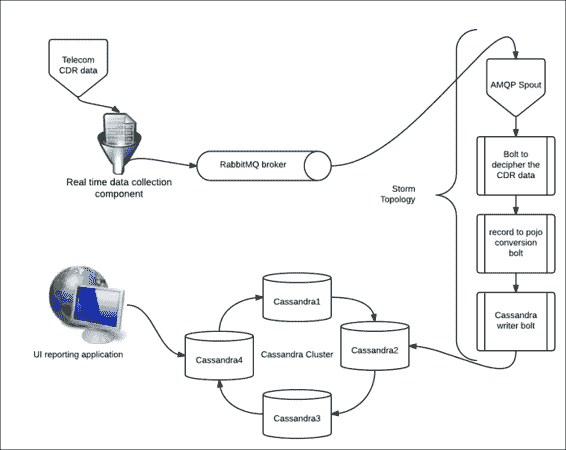 Telecom
CDR data
Real time data collection
component
RabbitMQ broker
AMQP Spout
Bolt to
decipher the
CDR data
Storm
Topology
record to pojo
conversion
bolt
Cassandra
writer bolt
UI reporting application
Cassandra1
Cassandra4
Cassandra Cluster
Cassandra2
Cassandra3